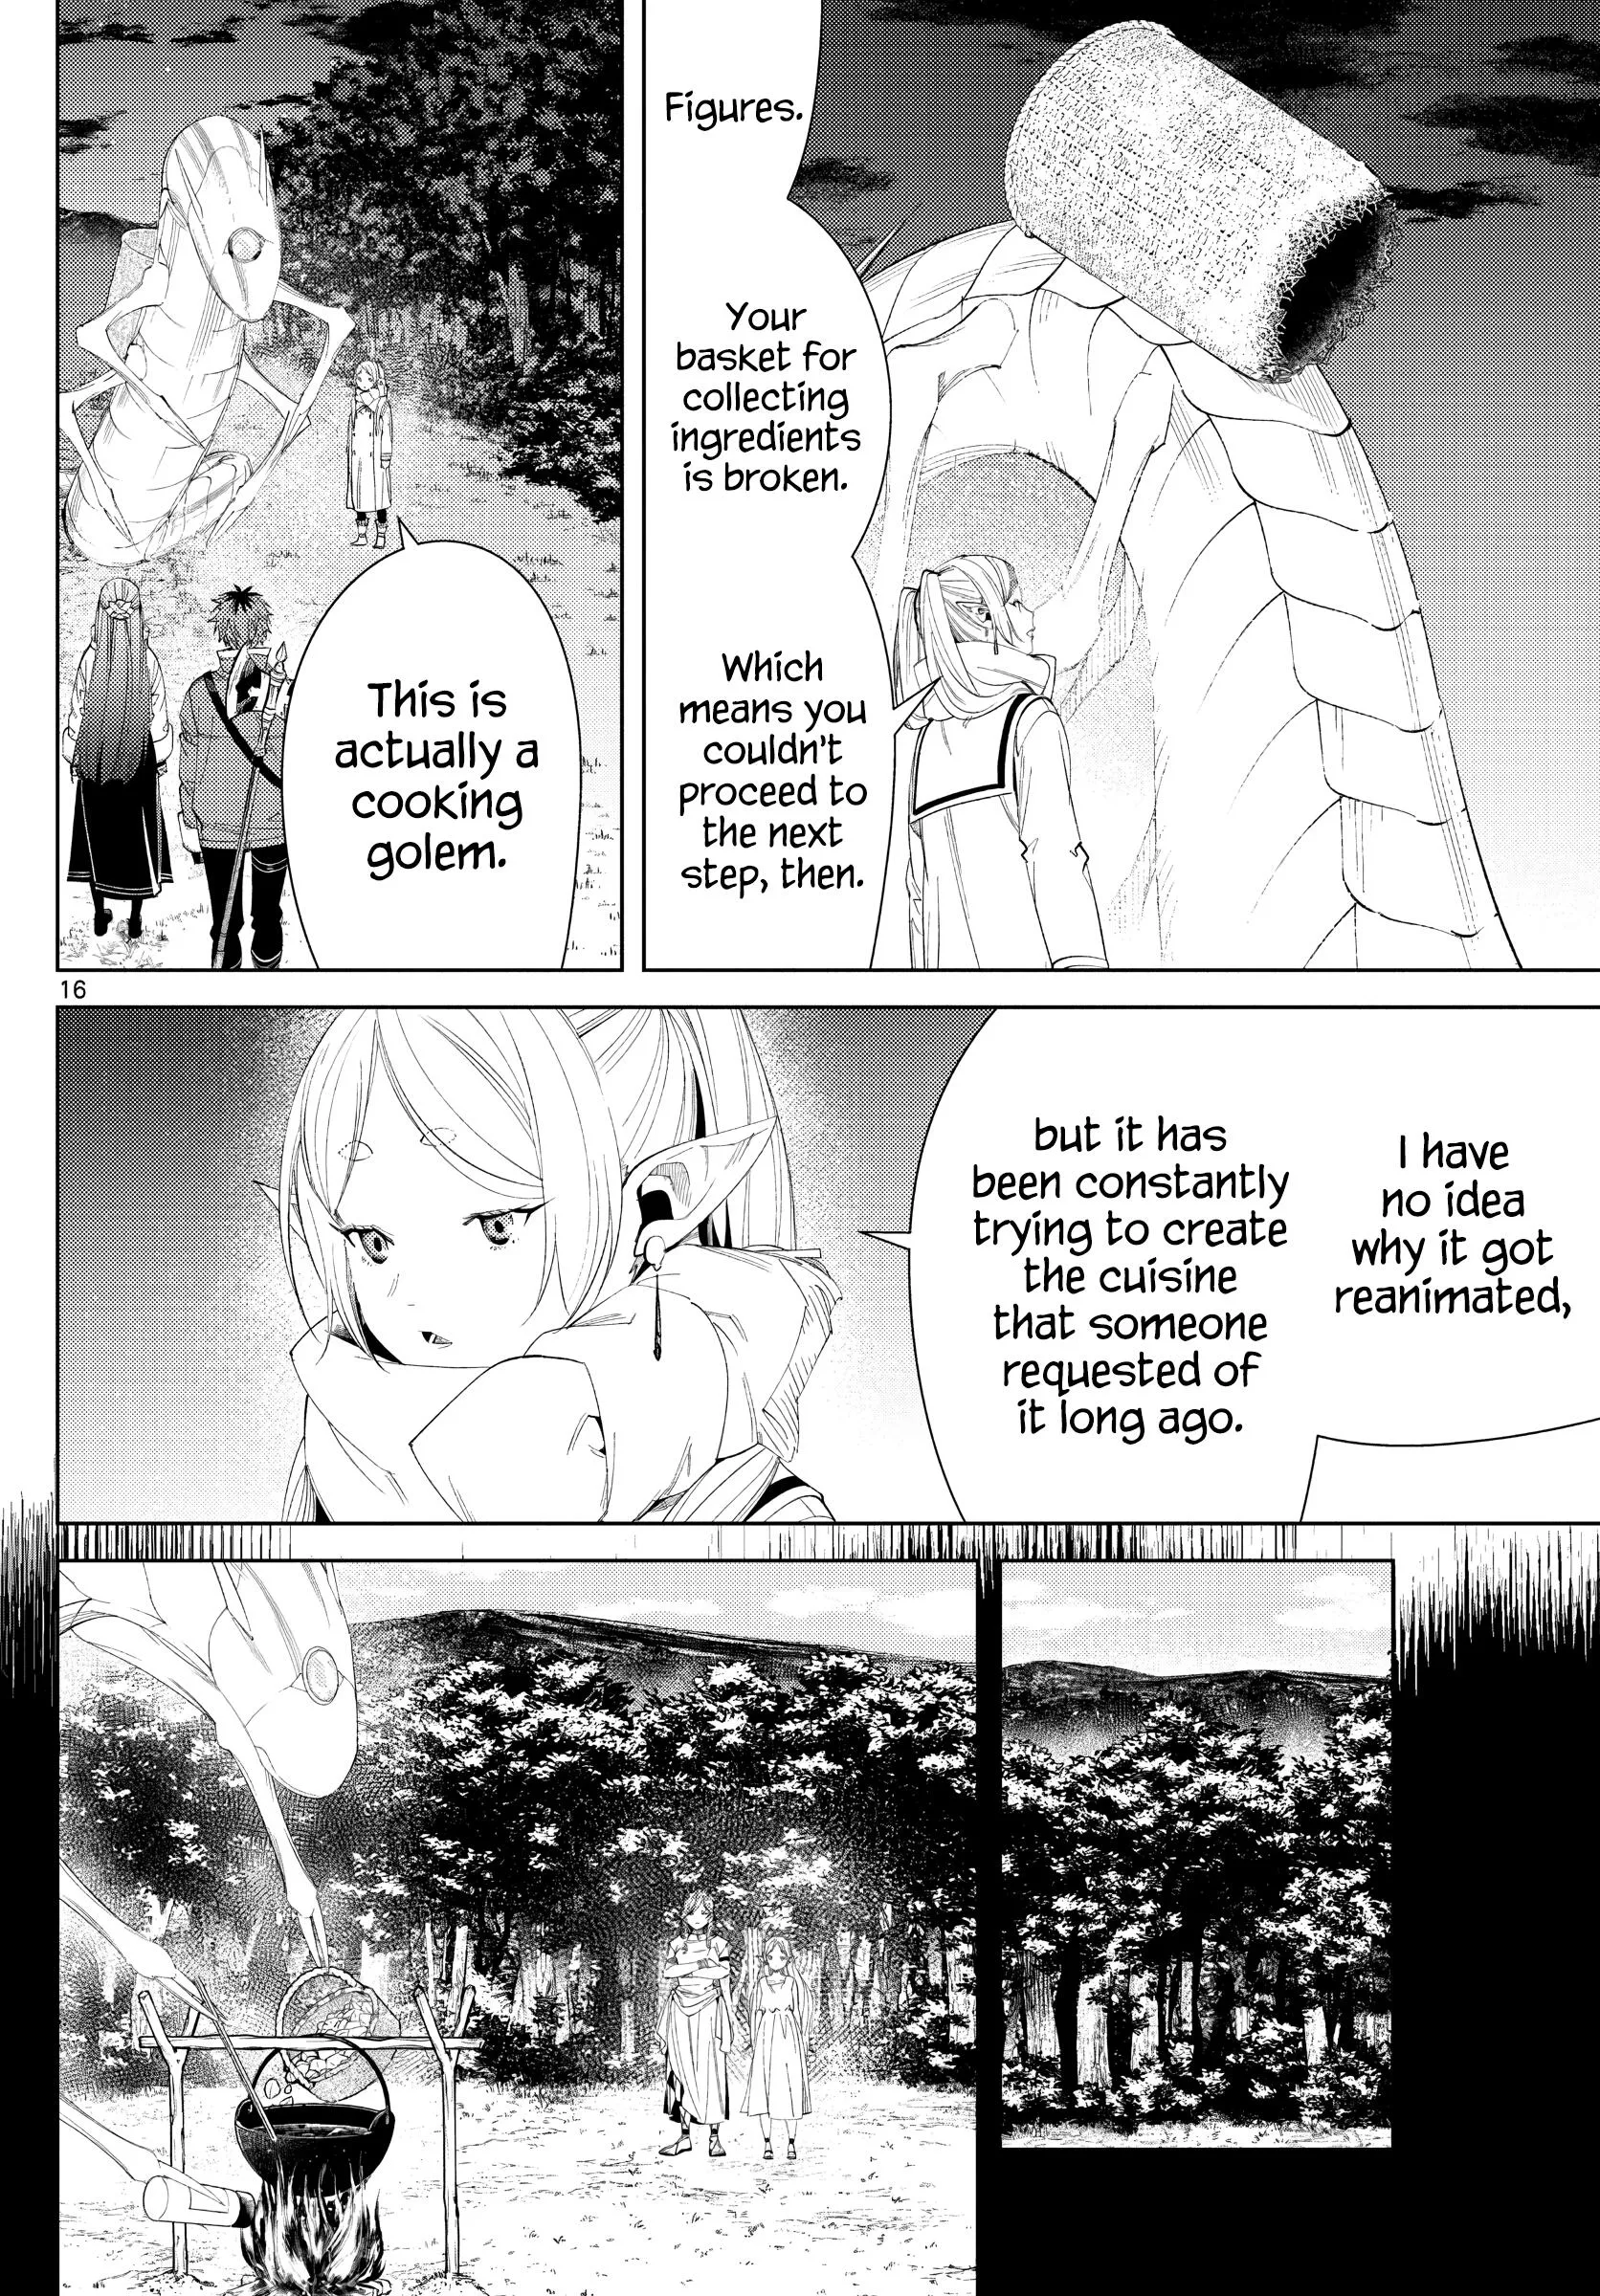 Figures.
Your
basket for
collecting
ingredients
is broken.
Which
means you
couldn't
proceed to
the next
step, then.
This is
actually a
cooking
golem.
16
I have
no idea
why it got
reanimated,
but it has
been constantly
trying to create
the cuisine
that someone
requested of
it long ago.